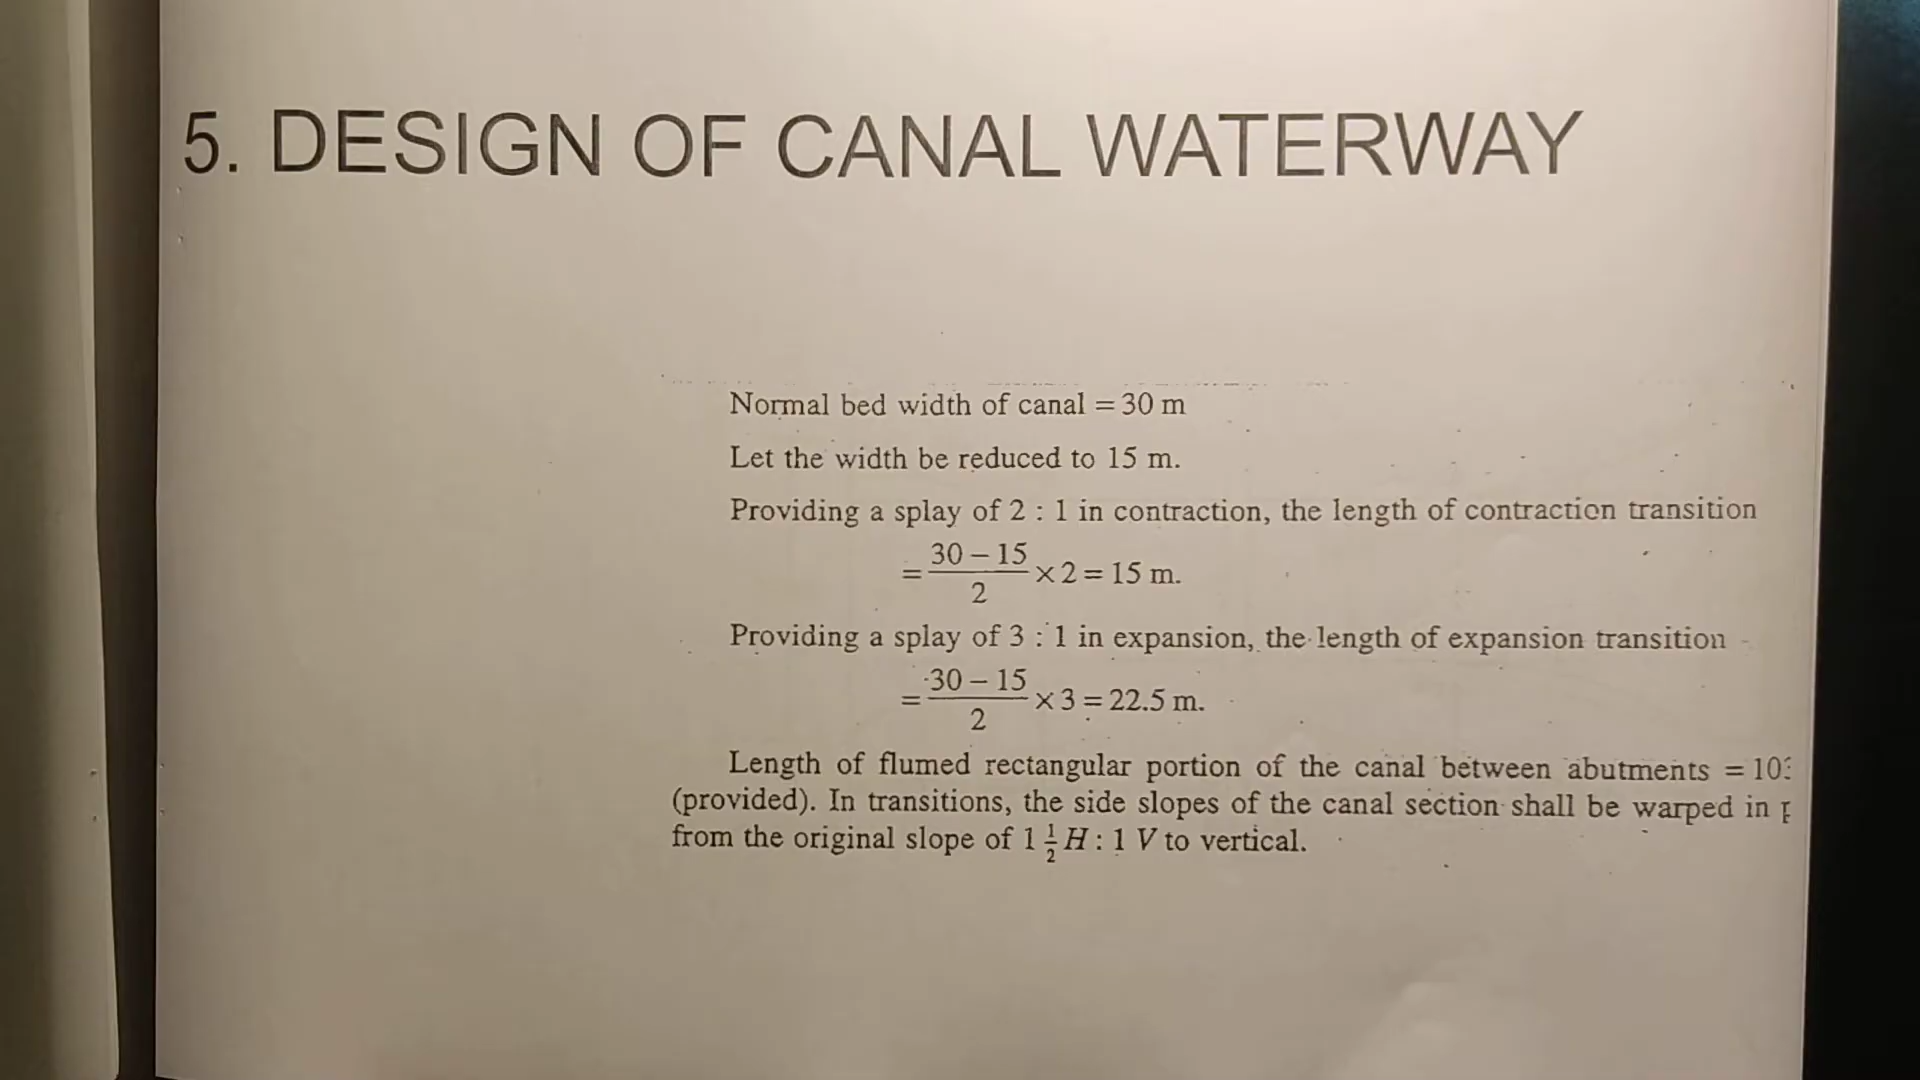 5. DESIGN OF CANAL WATERWAY
Normal bed width of canal = 30 m
Let the width be reduced to 15 m.
Providing a splay of 2 : 1 in contraction, the length of contraction transition
= (30 – 15)/2 × 2 = 15 m.
Providing a splay of 3 : 1 in expansion, the length of expansion transition
= (30 – 15)/2 × 3 = 22.5 m.
Length of flumed rectangular portion of the canal between abutments =
(provided). In transitions, the side slopes of the canal section shall be warped in
from the original slope of 1 ½ H : 1 V to vertical.